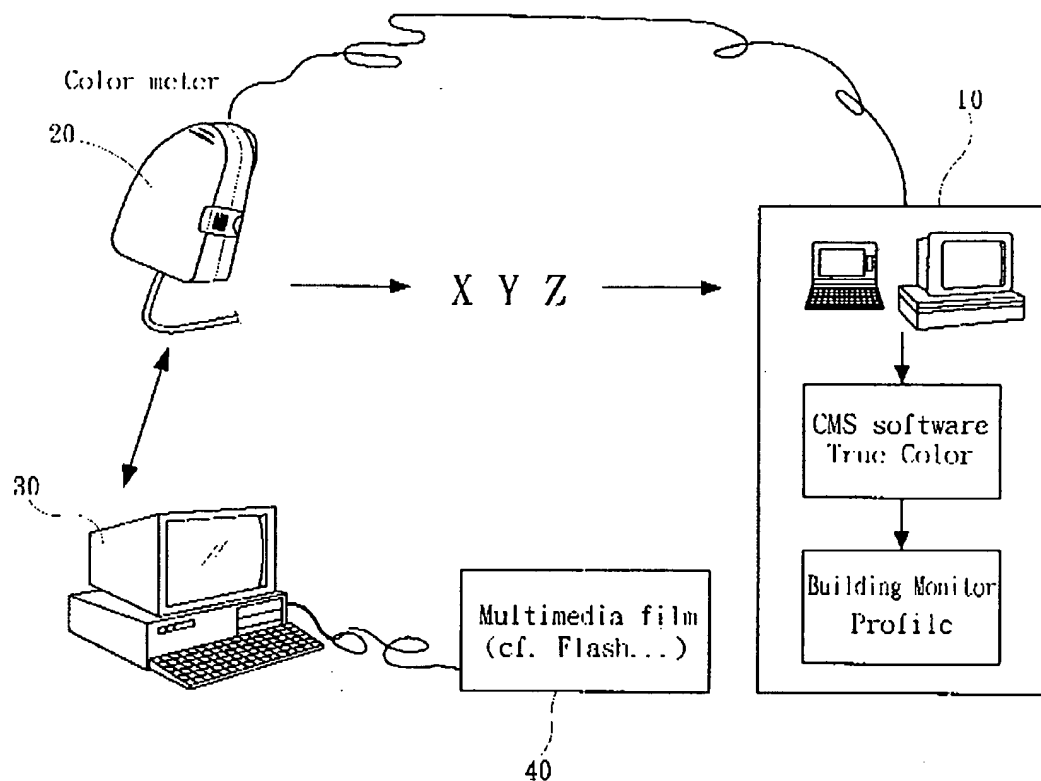 Color meter
20
10
X Y Z
CMS software
True Color
30
Building Monitor
Profile
Multimedia film
(cf. Flash...)
40